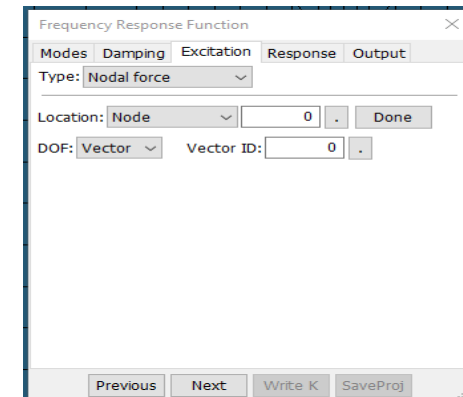 Frequency Response Function
Modes Damping Excitation Response Output
Type: Nodal force
Location: Node 0 . Done
DOF: Vector Vector ID: 0 .
Previous Next Write K SaveProj